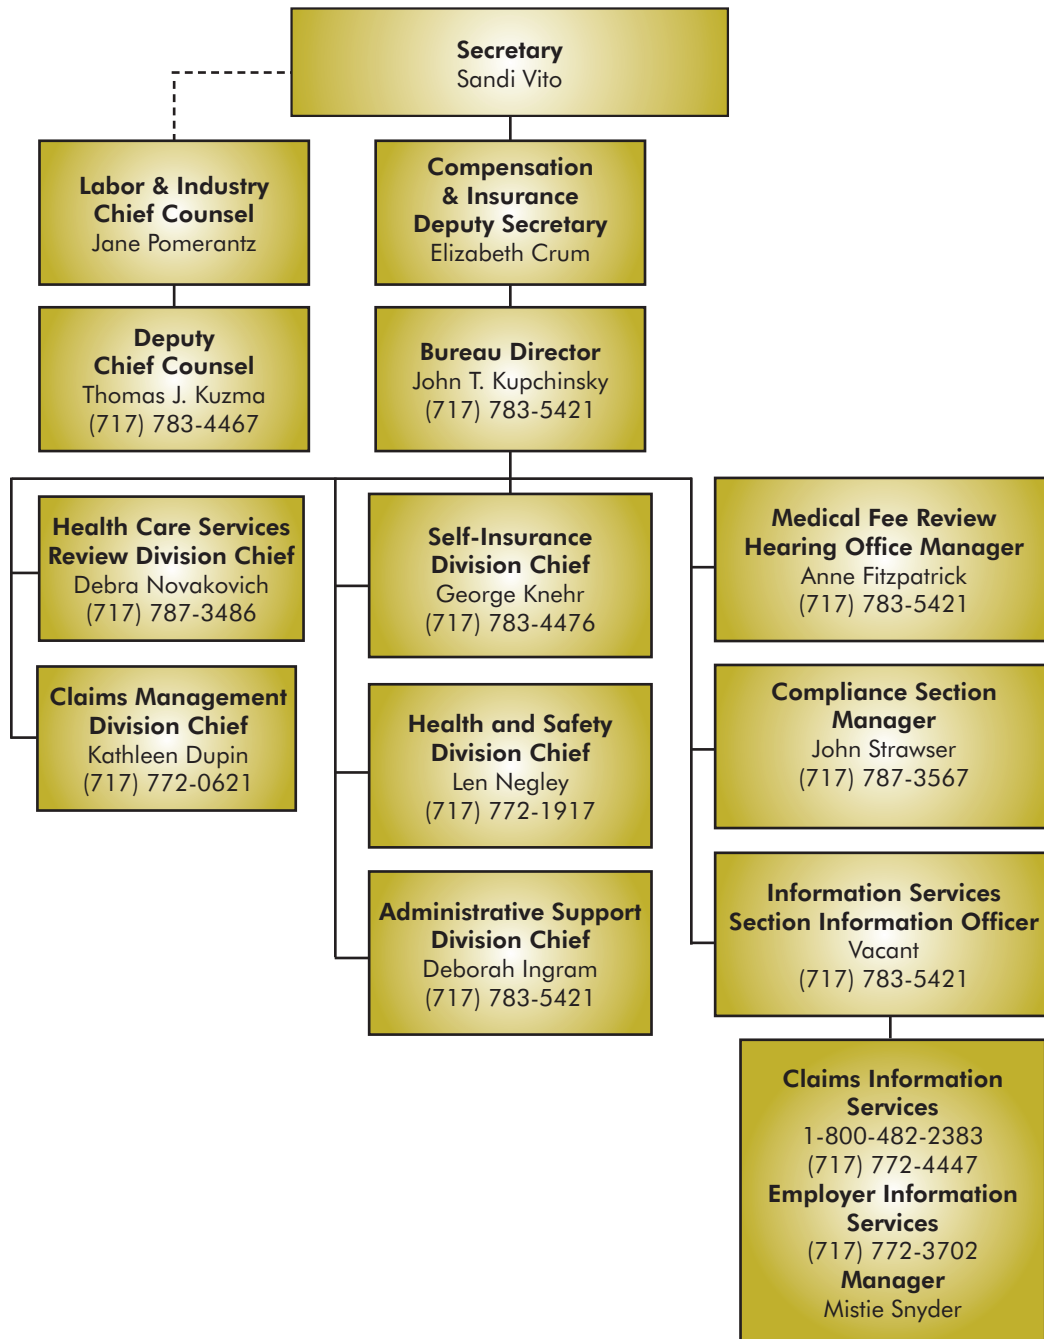 Secretary
Sandi Vito
Labor & Industry
Chief Counsel
Jane Pomerantz
Compensation
& Insurance
Deputy Secretary
Elizabeth Crum
Deputy
Chief Counsel
Thomas J. Kuzma
(717) 783-4467
Bureau Director
John T. Kupchinsky
(717) 783-5421
Health Care Services
Review Division Chief
Debra Novakovich
(717) 787-3486
Claims Management
Division Chief
Kathleen Dupin
(717) 772-0621
Self-Insurance
Division Chief
George Knehr
(717) 783-4476
Health and Safety
Division Chief
Len Negley
(717) 772-1917
Administrative Support
Division Chief
Deborah Ingram
(717) 783-5421
Medical Fee Review
Hearing Office Manager
Anne Fitzpatrick
(717) 783-5421
Compliance Section
Manager
John Strawser
(717) 787-3567
Information Services
Section Information Officer
Vacant
(717) 783-5421
Claims Information
Services
1-800-482-2383
(717) 772-4447
Employer Information
Services
(717) 772-3702
Manager
Mistie Snyder